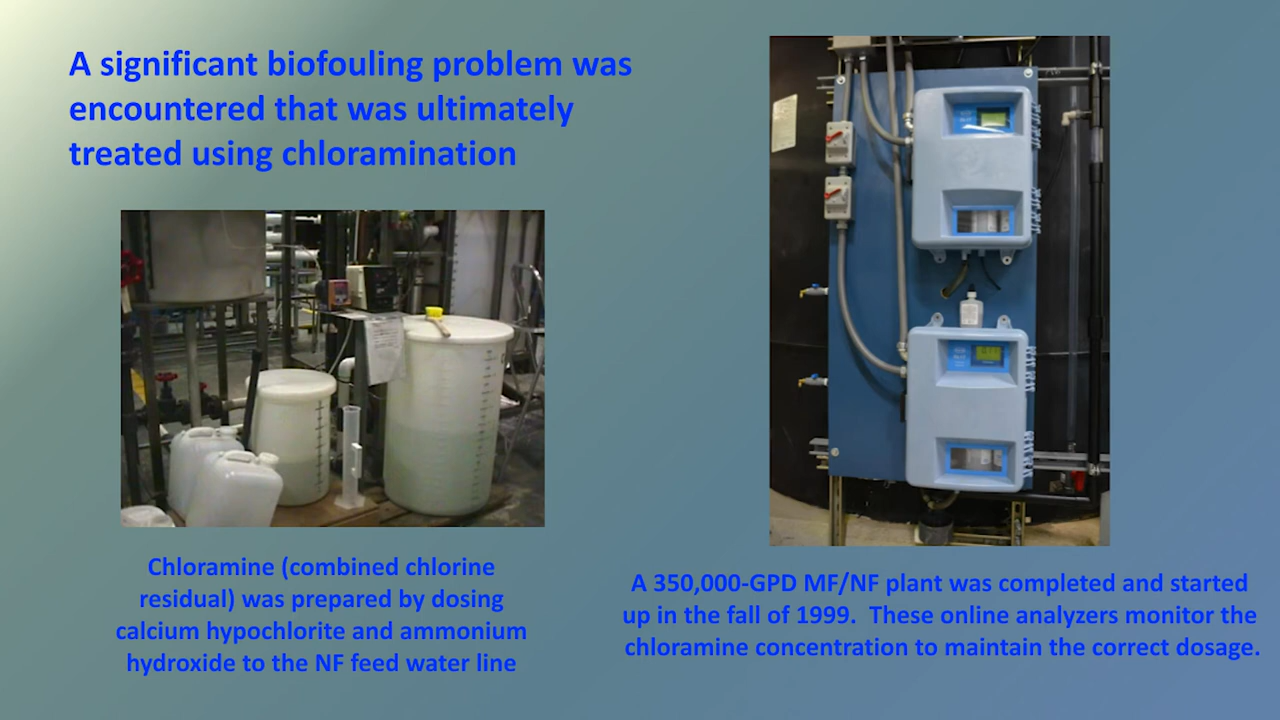 A significant biofouling problem was
encountered that was ultimately
treated using chloramination
Chloramine (combined chlorine
residual) was prepared by dosing
calcium hypochlorite and ammonium
hydroxide to the NF feed water line
A 350,000-GPD MF/NF plant was completed and started
up in the fall of 1999.  These online analyzers monitor the
chloramine concentration to maintain the correct dosage.